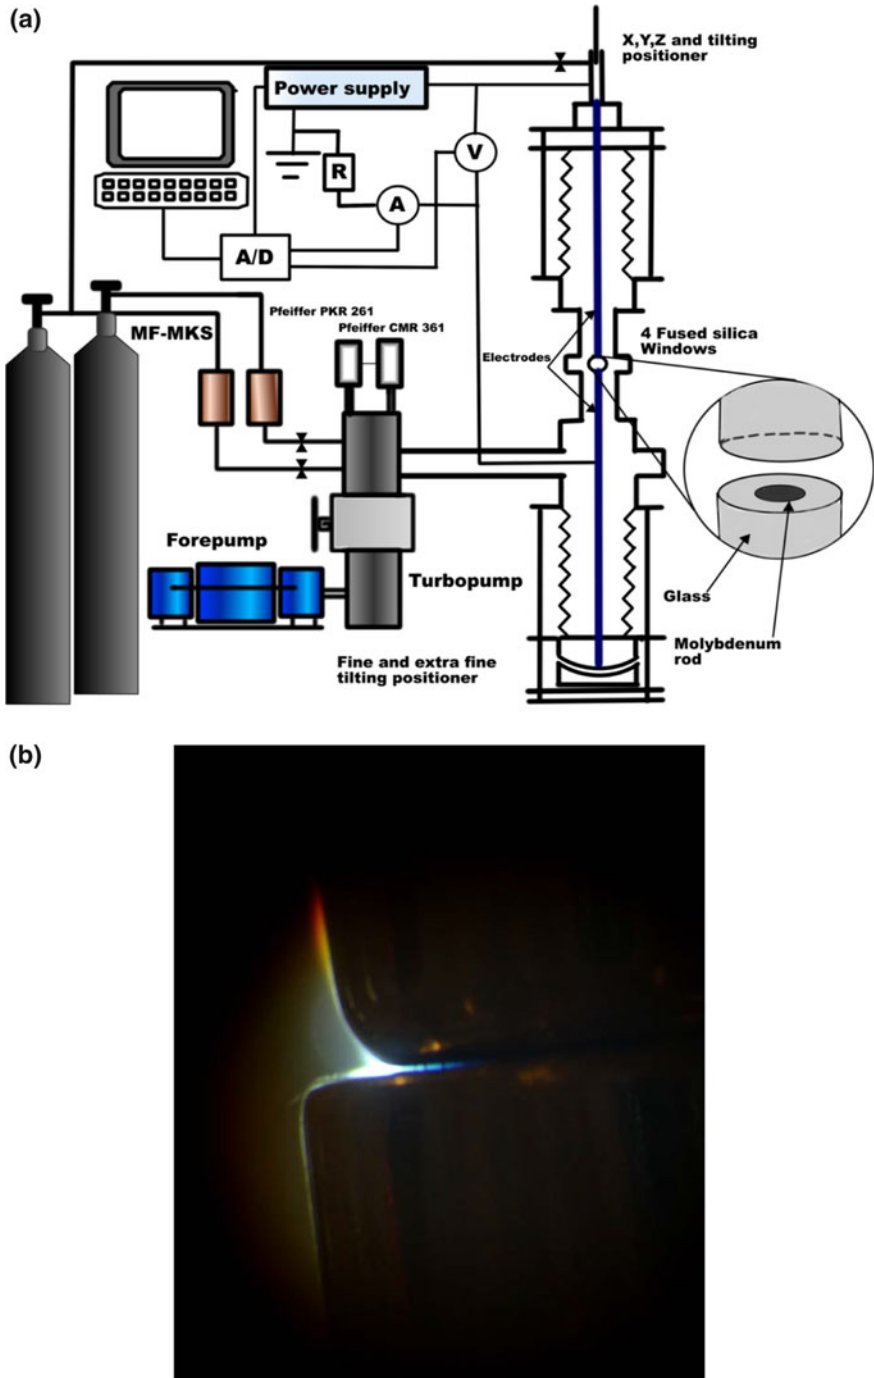 (a)
X,Y,Z and tilting
positioner
Power supply
V
R
A
A/D
Pfeiffer PKR 261
MF-MKS
Pfeiffer CMR 361
4 Fused silica
Windows
Electrodes
Forepump
Turbopump
Glass
Molybdenum
rod
Fine and extra fine
tilting positioner
(b)